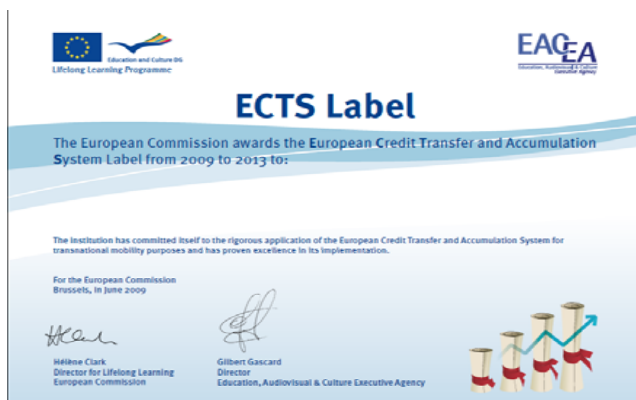 Education and Culture DG
Lifelong Learning Programme
EACEA
Education, Audiovisual & Culture
Executive Agency
ECTS Label
The European Commission awards the European Credit Transfer and Accumulation
System Label from 2009 to 2013 to:
The institution has committed itself to the rigorous application of the European Credit Transfer and Accumulation System for
transnational mobility purposes and has proven excellence in its implementation.
For the European Commission
Brussels, in June 2009
Hélène Clark
Director for Lifelong Learning
European Commission
Gilbert Gascard
Director
Education, Audiovisual & Culture Executive Agency